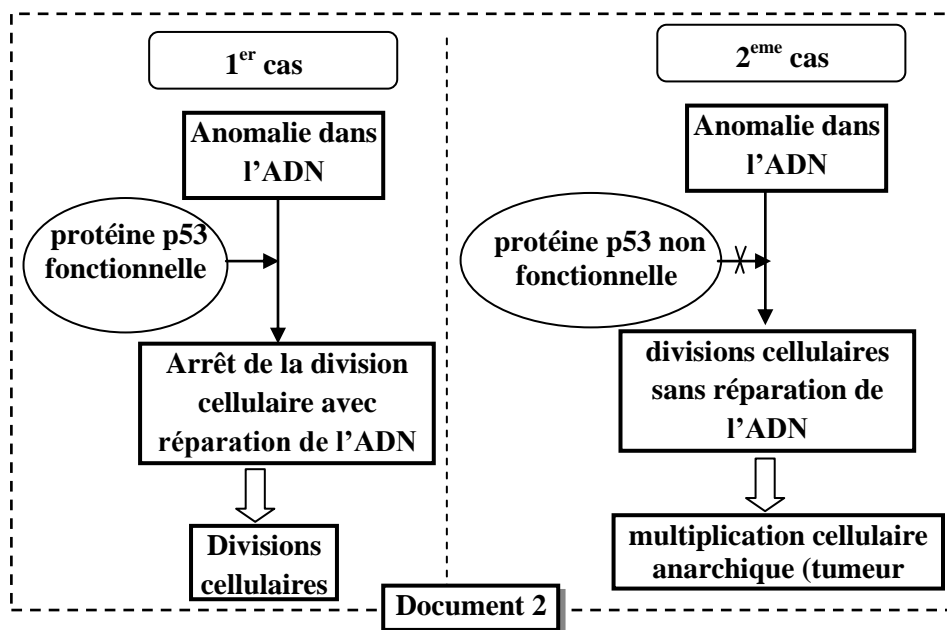 1er cas
Anomalie dans
l’ADN
protéine p53
fonctionnelle
Arrêt de la division
cellulaire avec
réparation de l’ADN
Divisions
cellulaires
2eme cas
Anomalie dans
l’ADN
protéine p53 non
fonctionnelle
divisions cellulaires
sans réparation de
l’ADN
multiplication cellulaire
anarchique (tumeur
Document 2